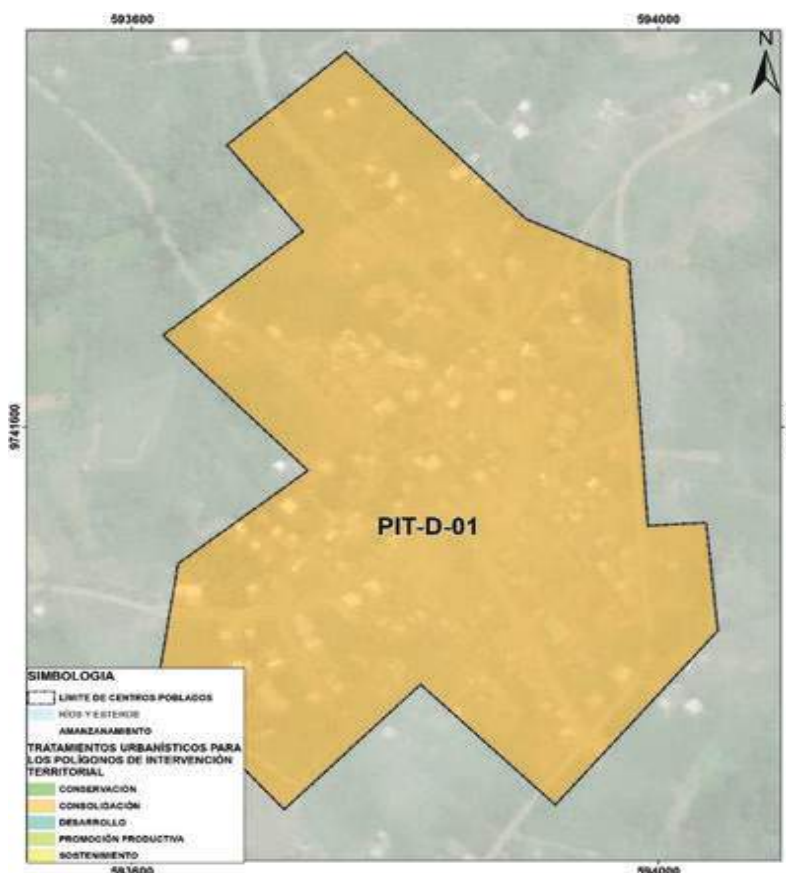 593600 594000
N
9741600
PIT-D-01
SIMBOLOGIA
LIMITE DE CENTROS POBLADOS
RÍOS Y ESTEROS
AMANZANAMIENTO
TRATAMIENTOS URBANÍSTICOS PARA
LOS POLÍGONOS DE INTERVENCIÓN
TERRITORIAL
CONSERVACIÓN
CONSOLIDACIÓN
DESARROLLO
PROMOCIÓN PRODUCTIVA
SOSTENIMIENTO
593600 594000